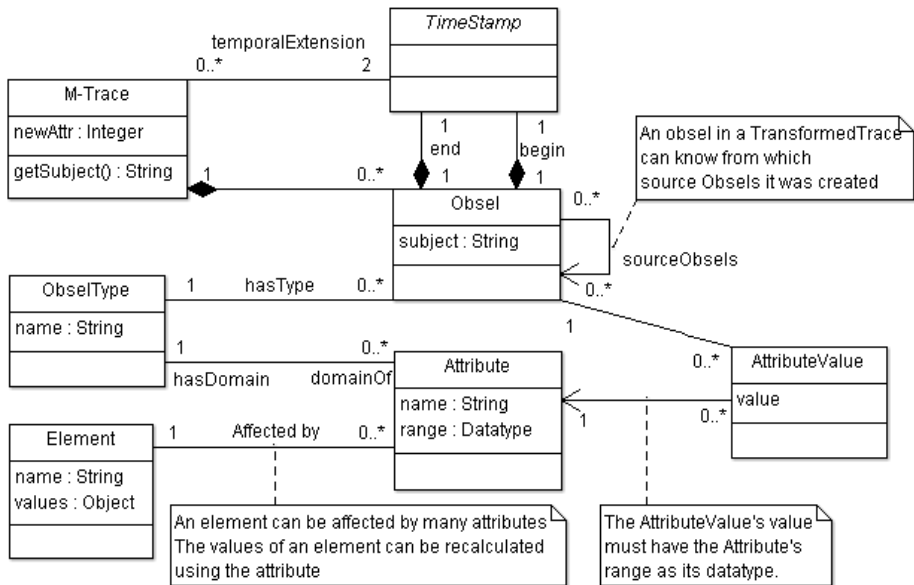 TimeStamp
temporalExtension
0..*
2
M-Trace
newAttr : Integer
getSubject() : String
1
1
end
begin
1
1
1
0..*
An obsel in a TransformedTrace
can know from which
source Obsels it was created
Obsel
subject : String
0..*
sourceObsels
0..*
ObselType
name : String
1
hasType
0..*
1
0..*
hasDomain
domainOf
Attribute
name : String
range : Datatype
1
0..*
AttributeValue
value
1
0..*
Element
name : String
values : Object
1
Affected by
0..*
An element can be affected by many attributes
The values of an element can be recalculated
using the attribute
The AttributeValue's value
must have the Attribute's
range as its datatype.